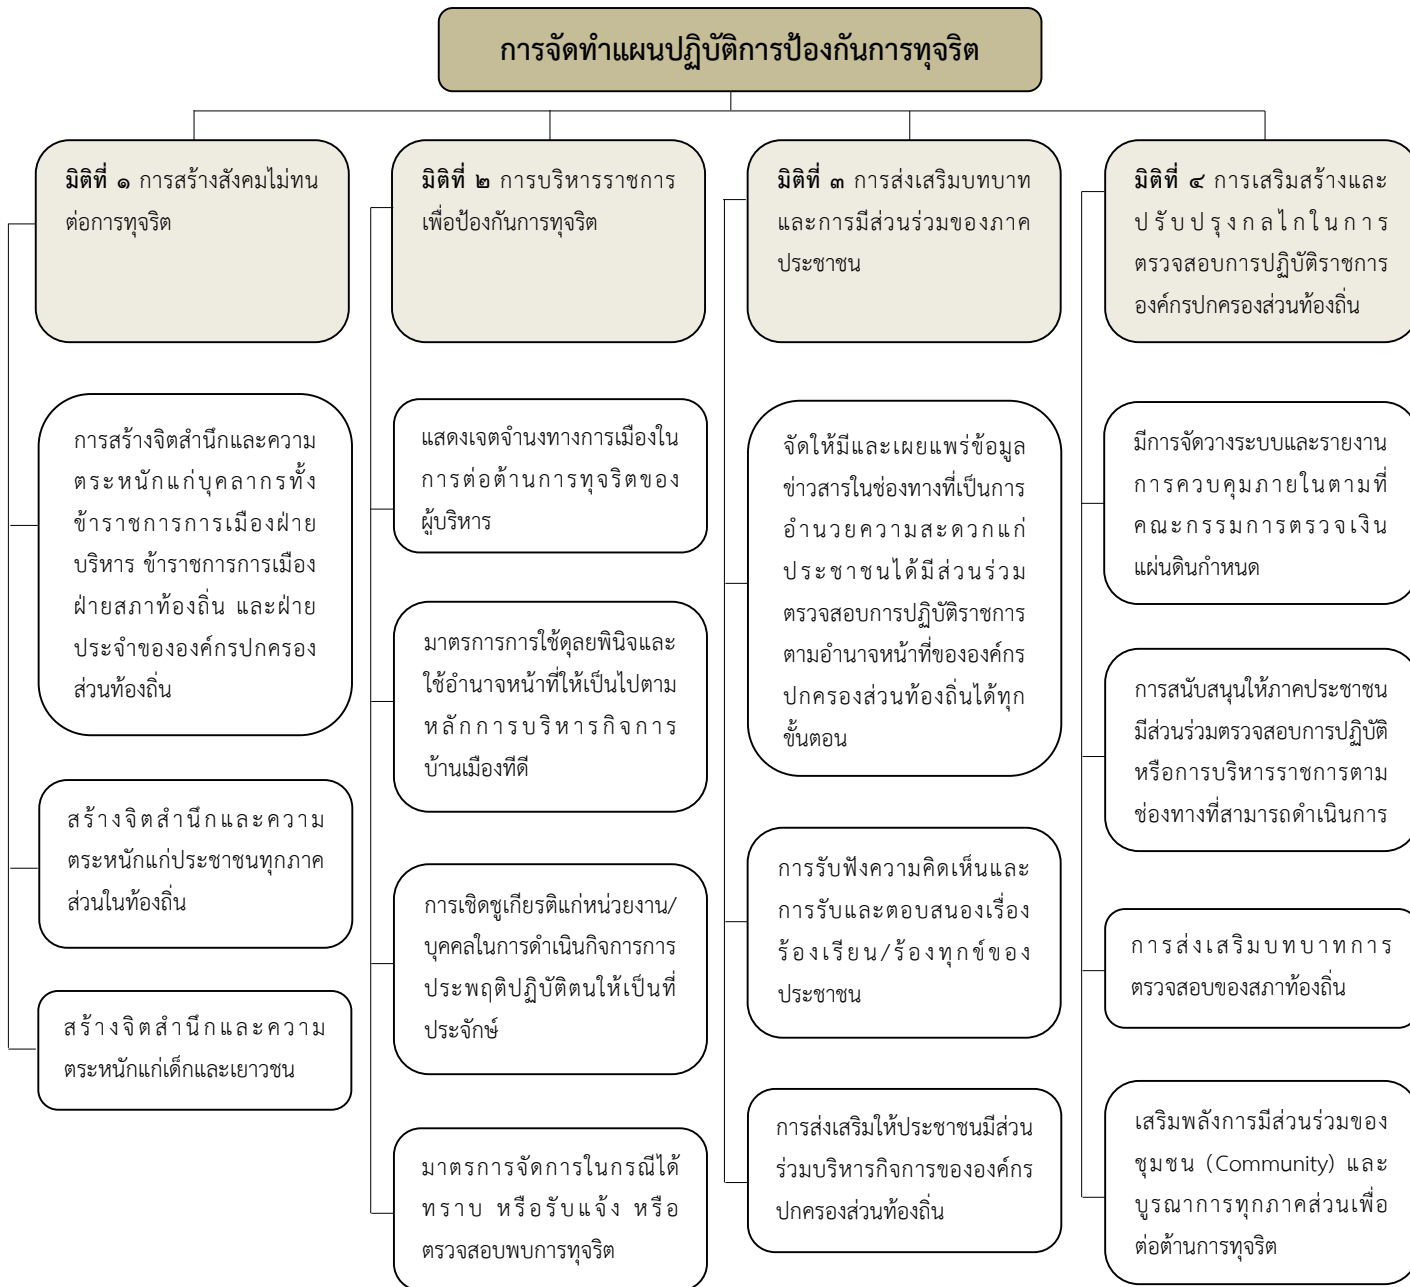 การจัดทำแผนปฏิบัติการป้องกันการทุจริต
มิติที่ ๑ การสร้างสังคมไม่ทน
ต่อการทุจริต
การสร้างจิตสำนึกและความ
ตระหนักแก่บุคลากรทั้ง
ข้าราชการการเมืองฝ่าย
บริหาร ข้าราชการการเมือง
ฝ่ายสภาท้องถิ่น และฝ่าย
ประจำขององค์กรปกครอง
ส่วนท้องถิ่น
สร้างจิตสำนึกและความ
ตระหนักแก่ประชาชนทุกภาค
ส่วนในท้องถิ่น
สร้างจิตสำนึกและความ
ตระหนักแก่เด็กและเยาวชน
มิติที่ ๒ การบริหารราชการ
เพื่อป้องกันการทุจริต
แสดงเจตจำนงทางการเมืองใน
การต่อต้านการทุจริตของ
ผู้บริหาร
มาตรการการใช้ดุลยพินิจและ
ใช้อำนาจหน้าที่ให้เป็นไปตาม
หลักการบริหารกิจการ
บ้านเมืองทีดี
การเชิดชูเกียรติแก่หน่วยงาน/
บุคคลในการดำเนินกิจการการ
ประพฤติปฏิบัติตนให้เป็นที่
ประจักษ์
มาตรการจัดการในกรณีได้
ทราบ หรือรับแจ้ง หรือ
ตรวจสอบพบการทุจริต
มิติที่ ๓ การส่งเสริมบทบาท
และการมีส่วนร่วมของภาค
ประชาชน
จัดให้มีและเผยแพร่ข้อมูล
ข่าวสารในช่องทางที่เป็นการ
อำนวยความสะดวกแก่
ประชาชนได้มีส่วนร่วม
ตรวจสอบการปฏิบัติราชการ
ตามอำนาจหน้าที่ขององค์กร
ปกครองส่วนท้องถิ่นได้ทุก
ขั้นตอน
การรับฟังความคิดเห็นและ
การรับและตอบสนองเรื่อง
ร้องเรียน/ร้องทุกข์ของ
ประชาชน
การส่งเสริมให้ประชาชนมีส่วน
ร่วมบริหารกิจการขององค์กร
ปกครองส่วนท้องถิ่น
มิติที่ ๔ การเสริมสร้างและ
ปรับปรุงกลไกในการ
ตรวจสอบการปฏิบัติราชการ
องค์กรปกครองส่วนท้องถิ่น
มีการจัดวางระบบและรายงาน
การควบคุมภายในตามที่
คณะกรรมการตรวจเงิน
แผ่นดินกำหนด
การสนับสนุนให้ภาคประชาชน
มีส่วนร่วมตรวจสอบการปฏิบัติ
หรือการบริหารราชการตาม
ช่องทางที่สามารถดำเนินการ
การส่งเสริมบทบาทการ
ตรวจสอบของสภาท้องถิ่น
เสริมพลังการมีส่วนร่วมของ
ชุมชน (Community) และ
บูรณาการทุกภาคส่วนเพื่อ
ต่อต้านการทุจริต